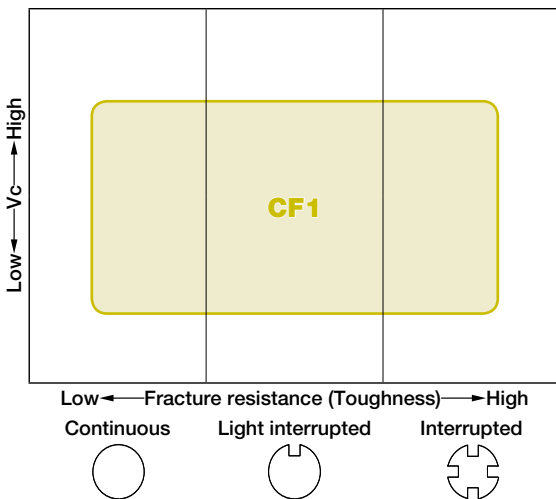 High
Vc
Low
CF1
Low Fracture resistance (Toughness) High
Continuous Light interrupted Interrupted